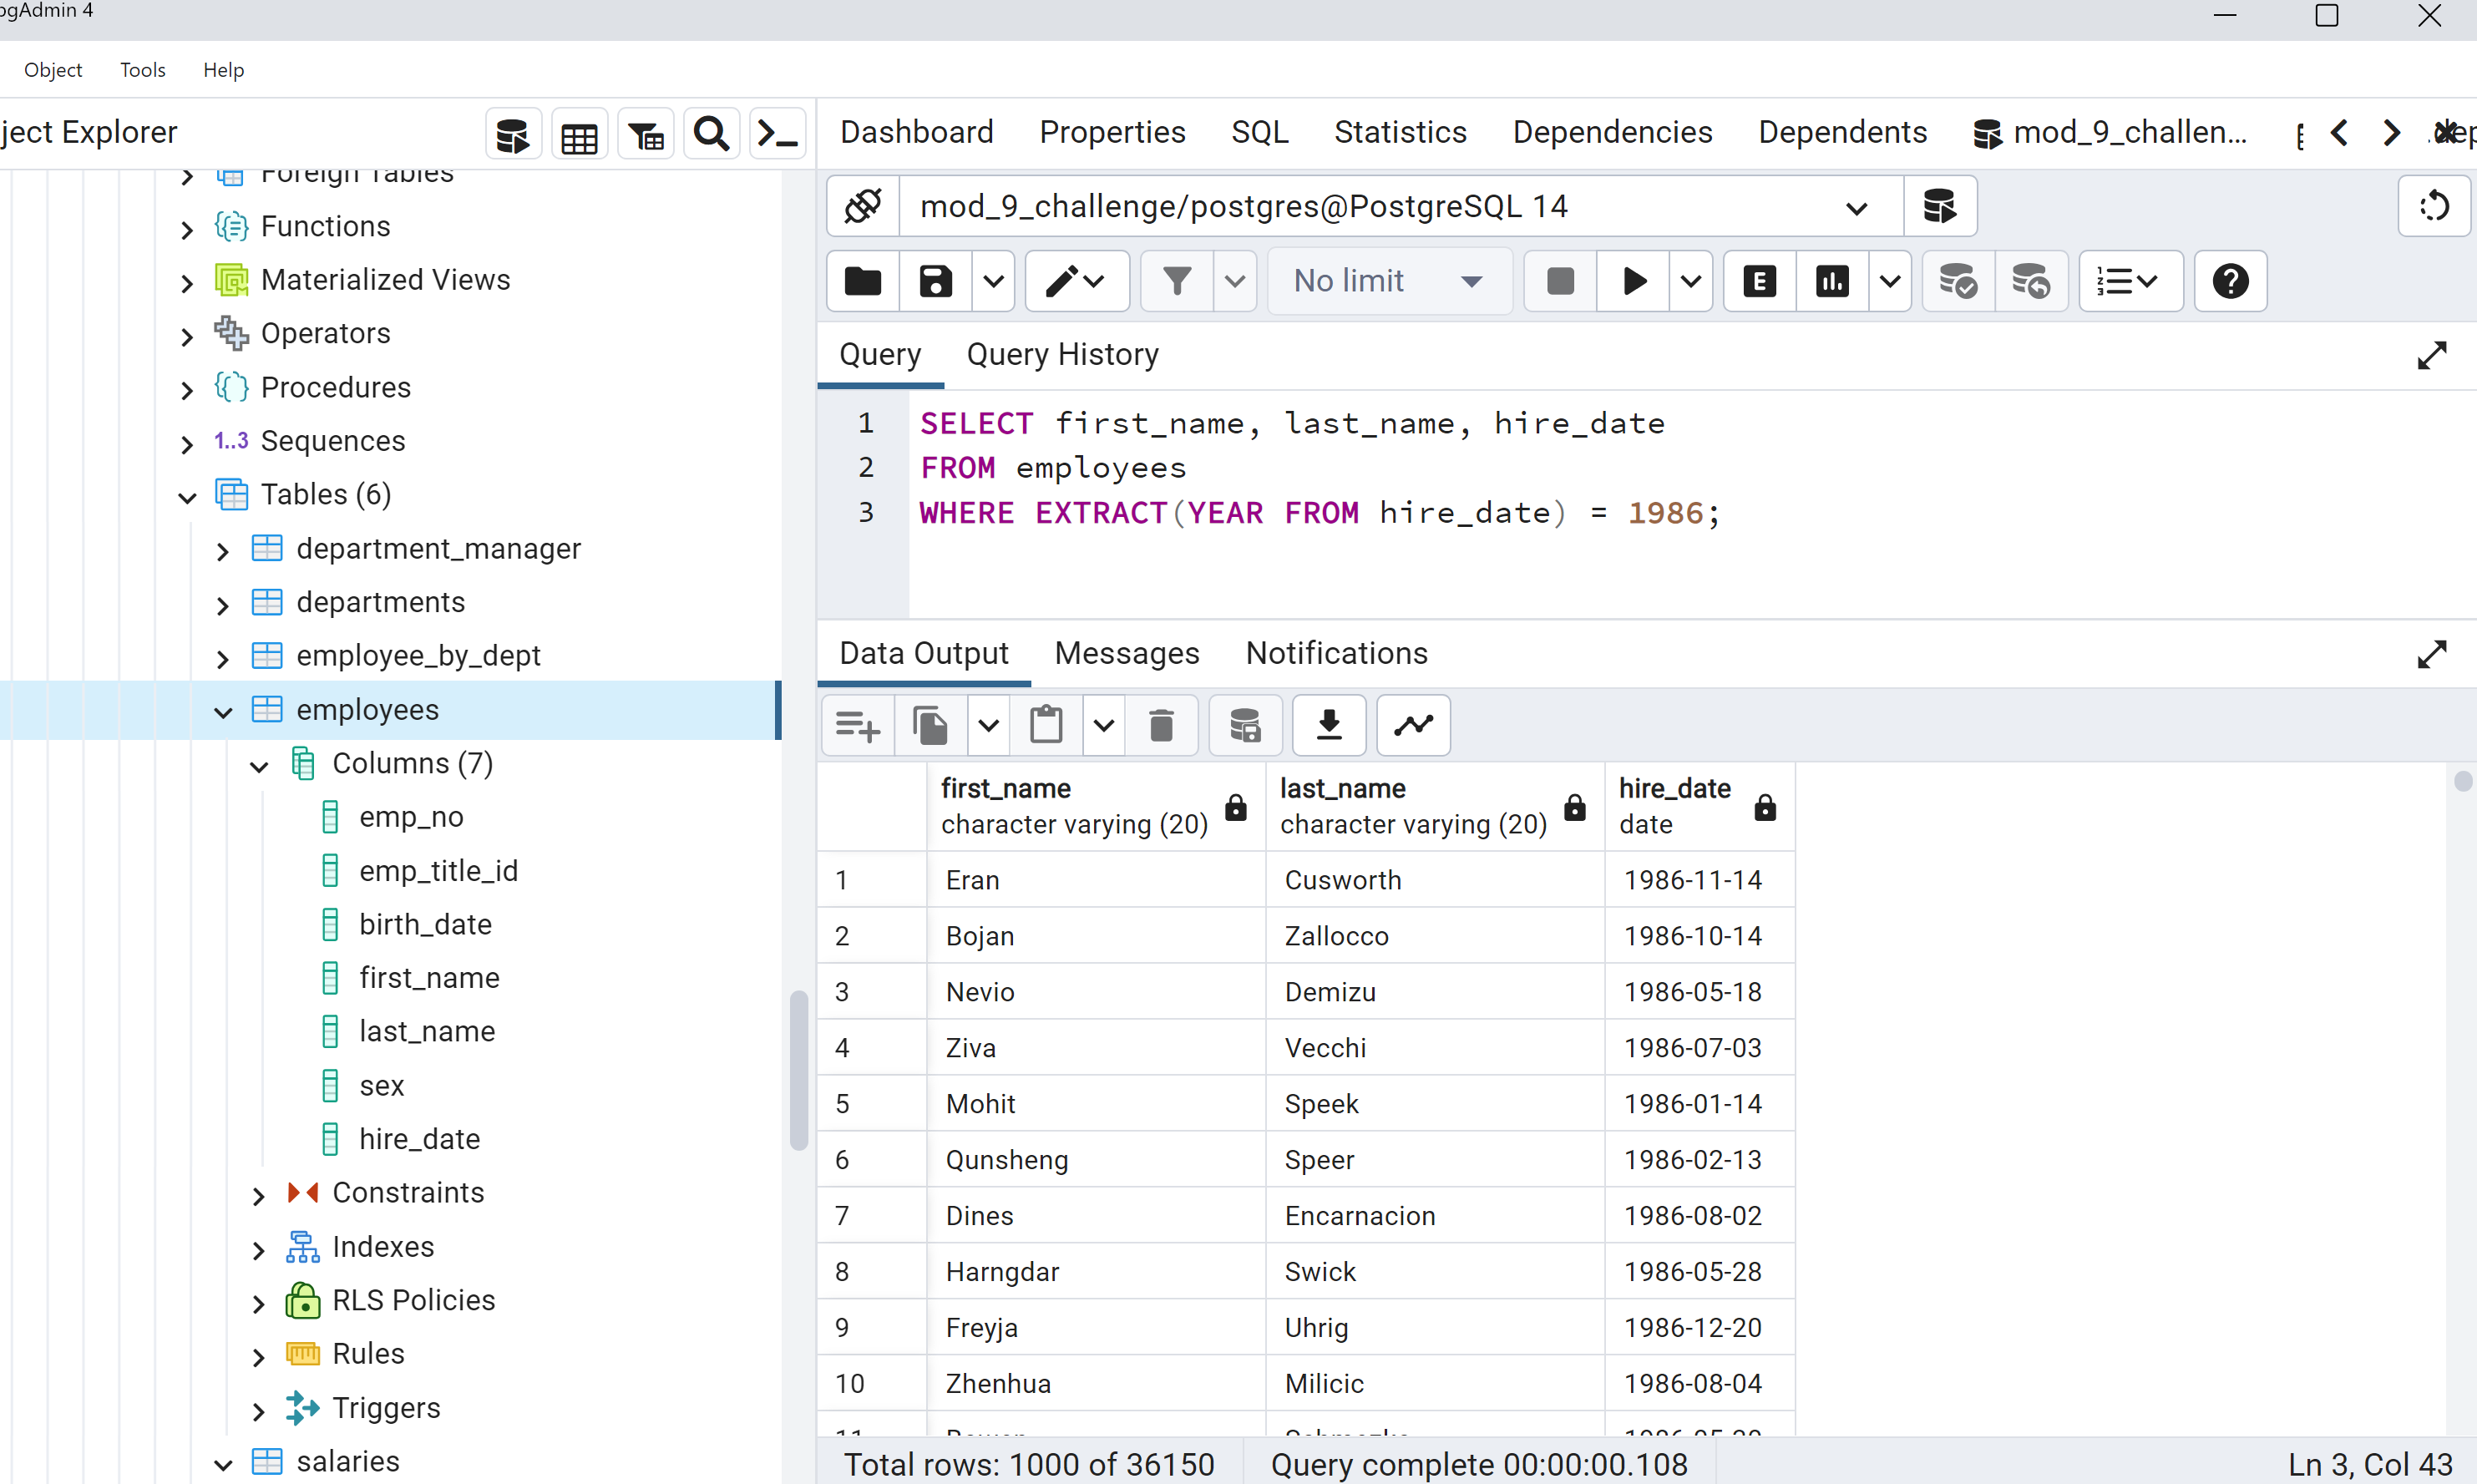 pgAdmin 4
Object Tools Help
ject Explorer
Foreign Tables
Functions
Materialized Views
Operators
Procedures
1..3 Sequences
Tables (6)
department_manager
departments
employee_by_dept
employees
Columns (7)
emp_no
emp_title_id
birth_date
first_name
last_name
sex
hire_date
Constraints
Indexes
RLS Policies
Rules
Triggers
salaries
Dashboard Properties SQL Statistics Dependencies Dependents mod_9_challen...
mod_9_challenge/postgres@PostgreSQL 14
No limit E
Query Query History
1 SELECT first_name, last_name, hire_date
2 FROM employees
3 WHERE EXTRACT(YEAR FROM hire_date) = 1986;
Data Output Messages Notifications
first_name last_name hire_date
character varying (20) character varying (20) date
1 Eran Cusworth 1986-11-14
2 Bojan Zallocco 1986-10-14
3 Nevio Demizu 1986-05-18
4 Ziva Vecchi 1986-07-03
5 Mohit Speek 1986-01-14
6 Qunsheng Speer 1986-02-13
7 Dines Encarnacion 1986-08-02
8 Harngdar Swick 1986-05-28
9 Freyja Uhrig 1986-12-20
10 Zhenhua Milicic 1986-08-04
11
Total rows: 1000 of 36150 Query complete 00:00:00.108 Ln 3, Col 43